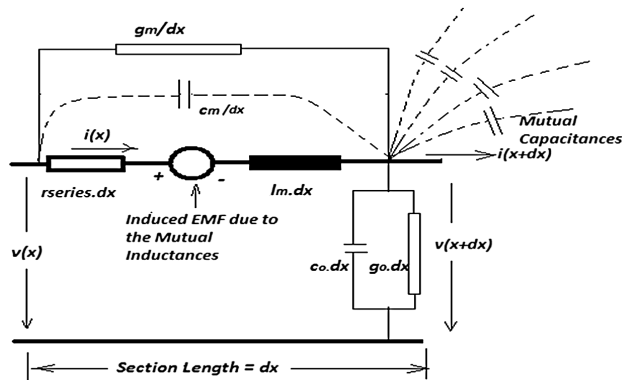 gm/dx
cm/dx
Mutual
Capacitances
i(x)
i(x+dx)
+
-
rseries.dx
lm.dx
Induced EMF due to
the Mutual
Inductances
v(x)
co.dx
go.dx
v(x+dx)
Section Length = dx